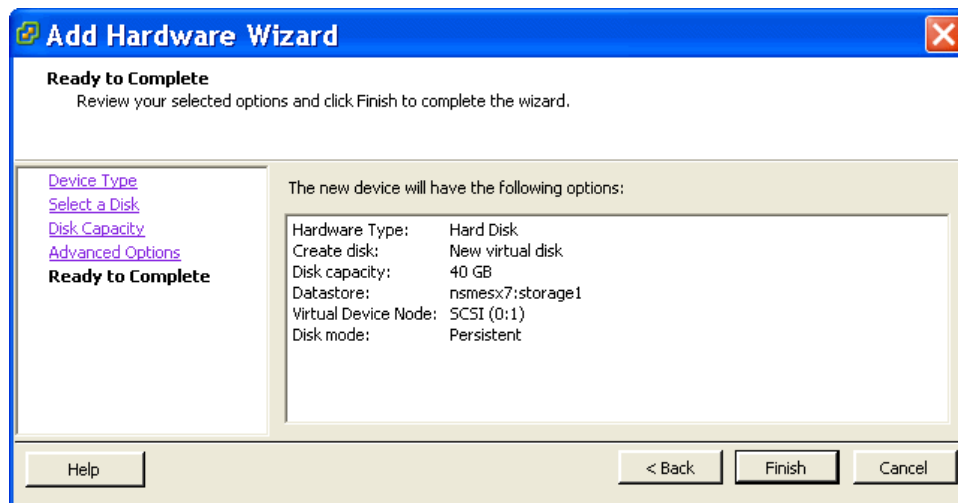 Add Hardware Wizard
Ready to Complete
Review your selected options and click Finish to complete the wizard.
Device Type
Select a Disk
Disk Capacity
Advanced Options
Ready to Complete
The new device will have the following options:
Hardware Type: Hard Disk
Create disk: New virtual disk
Disk capacity: 40 GB
Datastore: nsmesx7:storage1
Virtual Device Node: SCSI (0:1)
Disk mode: Persistent
Help
< Back
Finish
Cancel